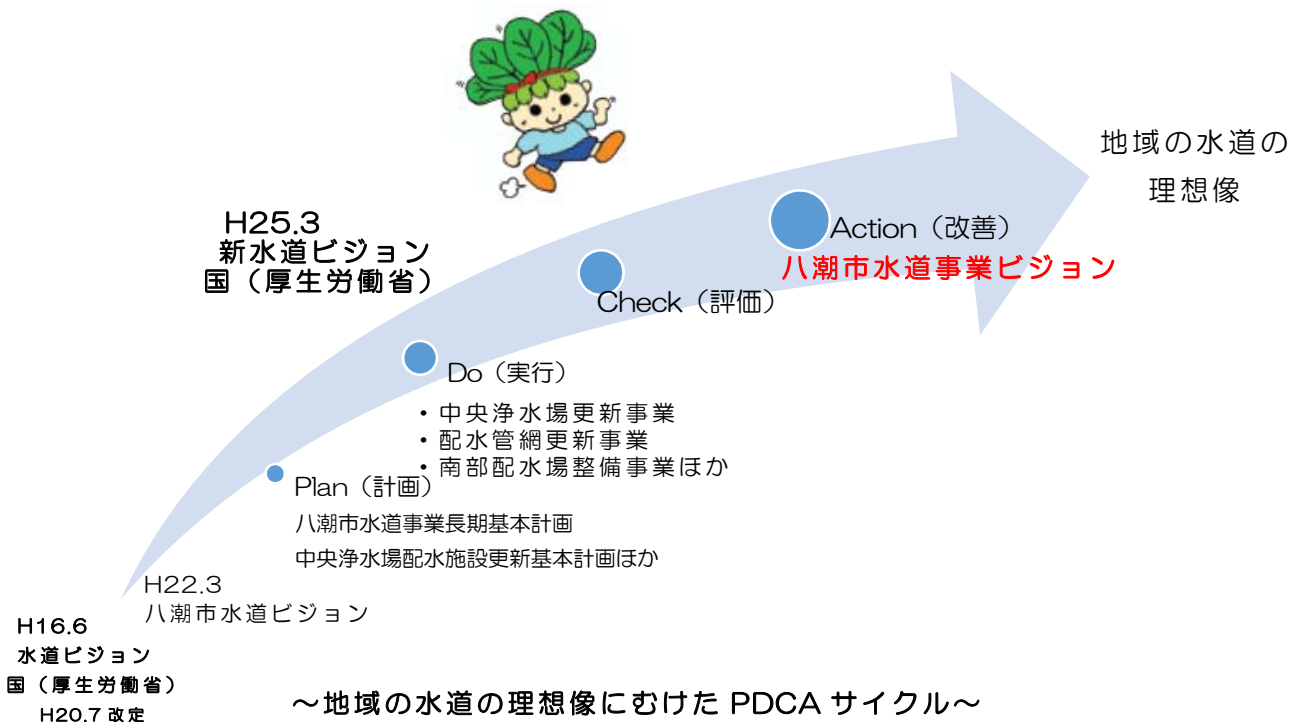 地域の水道の
理想像
H25.3
新水道ビジョン
国（厚生労働省）
Action（改善）
八潮市水道事業ビジョン
Check（評価）
Do（実行）
・中央浄水場更新事業
・配水管網更新事業
・南部配水場整備事業ほか
Plan（計画）
八潮市水道事業長期基本計画
中央浄水場配水施設更新基本計画ほか
H22.3
八潮市水道ビジョン
H16.6
水道ビジョン
国（厚生労働省）
H20.7 改定
～地域の水道の理想像にむけた PDCA サイクル～